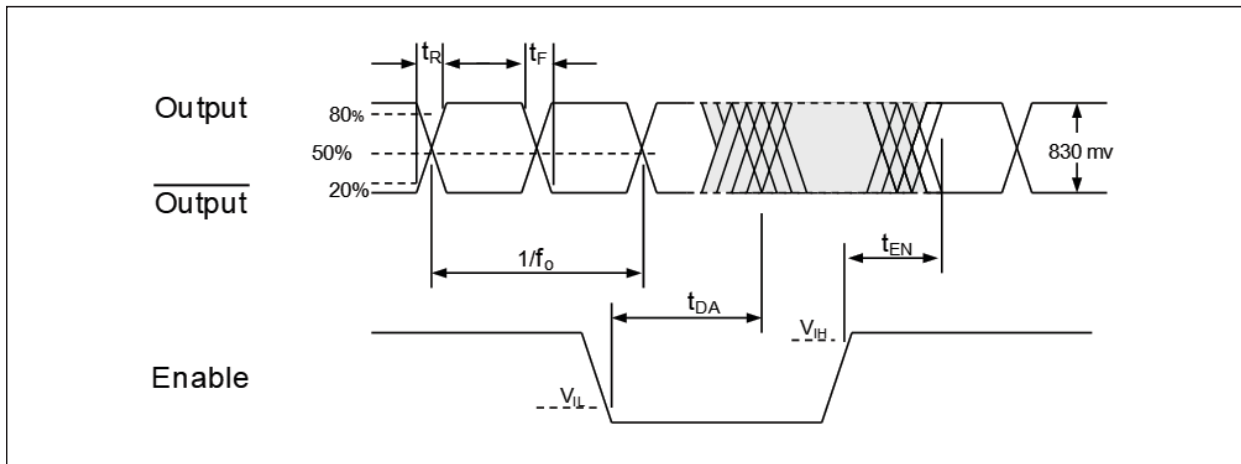 tR
tF
Output
80%
50%
830 mv
20%
Output
tEN
1/fo
tDA
VIH
Enable
VIL